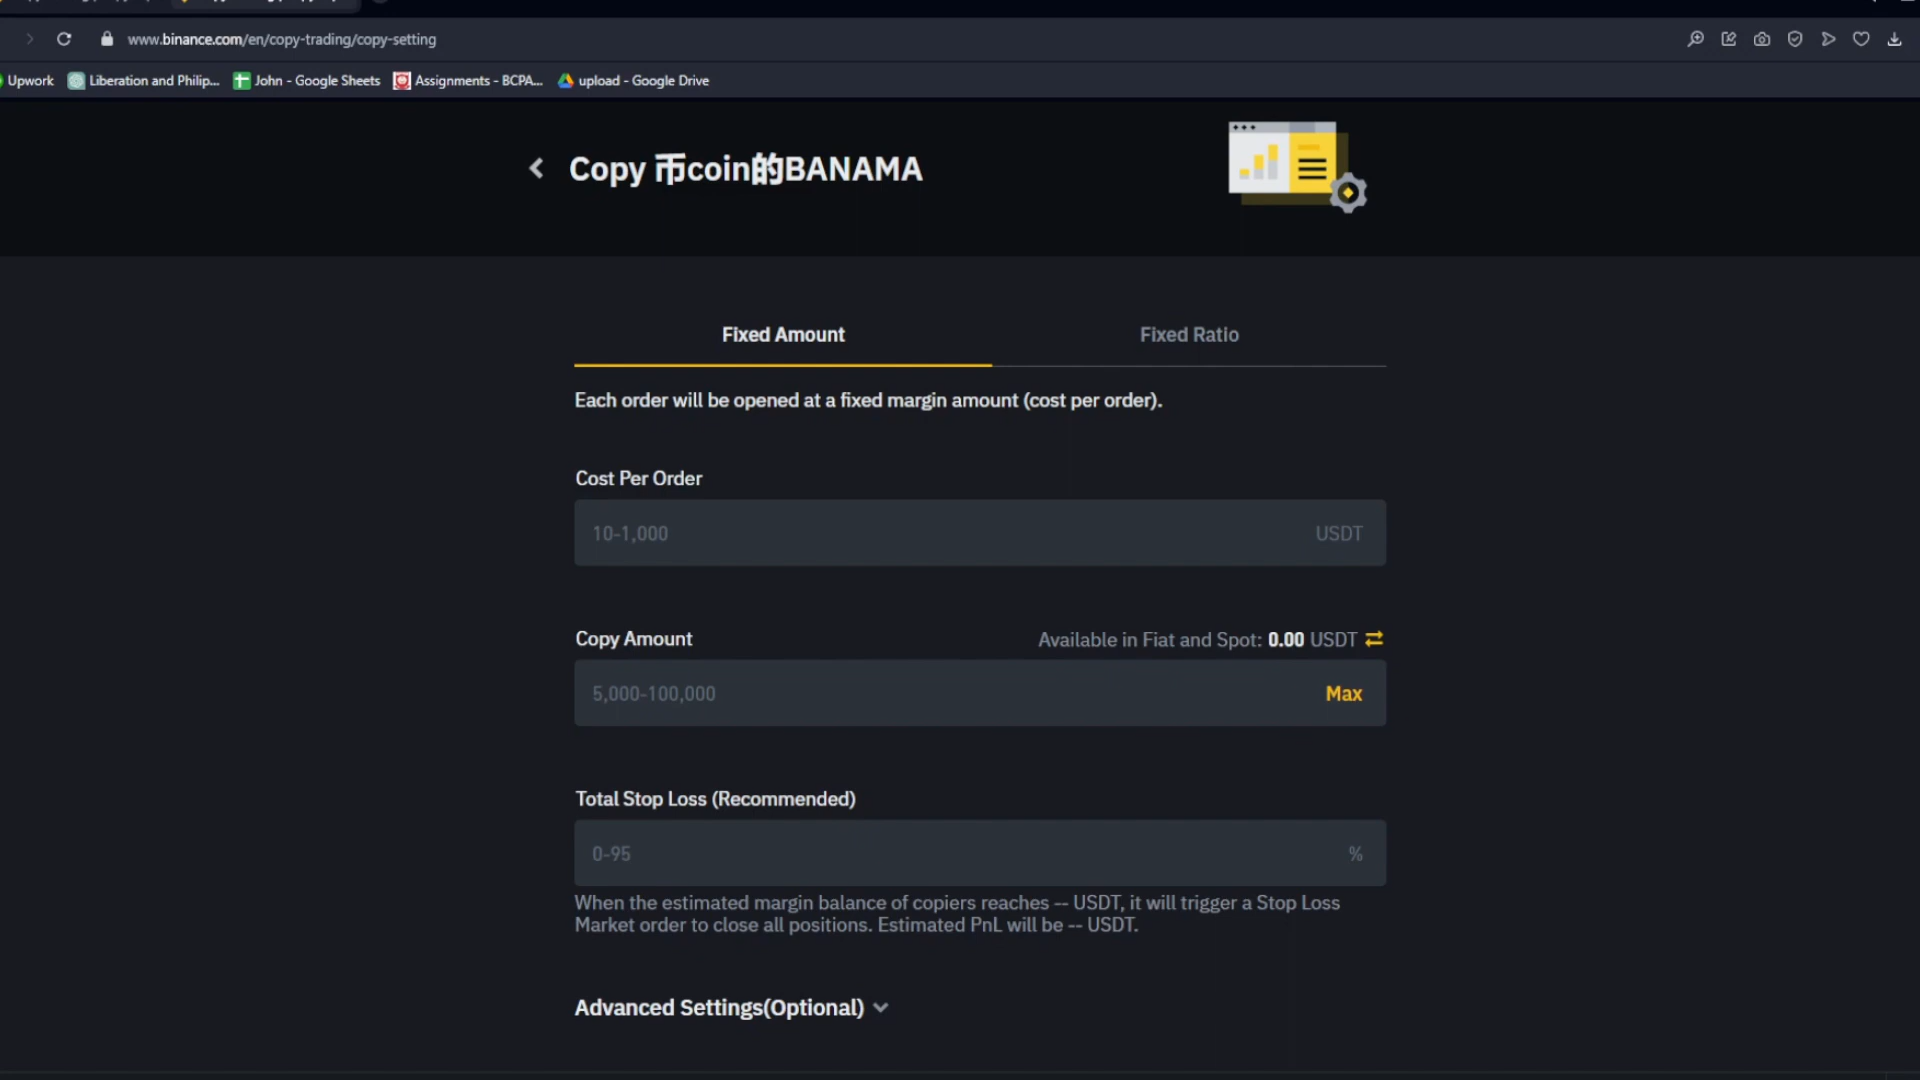 www.binance.com/en/copy-trading/copy-setting
Upwork Liberation and Philip... John - Google Sheets Assignments - BCPA... upload - Google Drive
Copy 币coin的BANAMA
Fixed Amount Fixed Ratio
Each order will be opened at a fixed margin amount (cost per order).
Cost Per Order
10-1,000 USDT
Copy Amount Available in Fiat and Spot: 0.00 USDT
5,000-100,000 Max
Total Stop Loss (Recommended)
0-95 %
When the estimated margin balance of copiers reaches -- USDT, it will trigger a Stop Loss
Market order to close all positions. Estimated PnL will be -- USDT.
Advanced Settings(Optional)